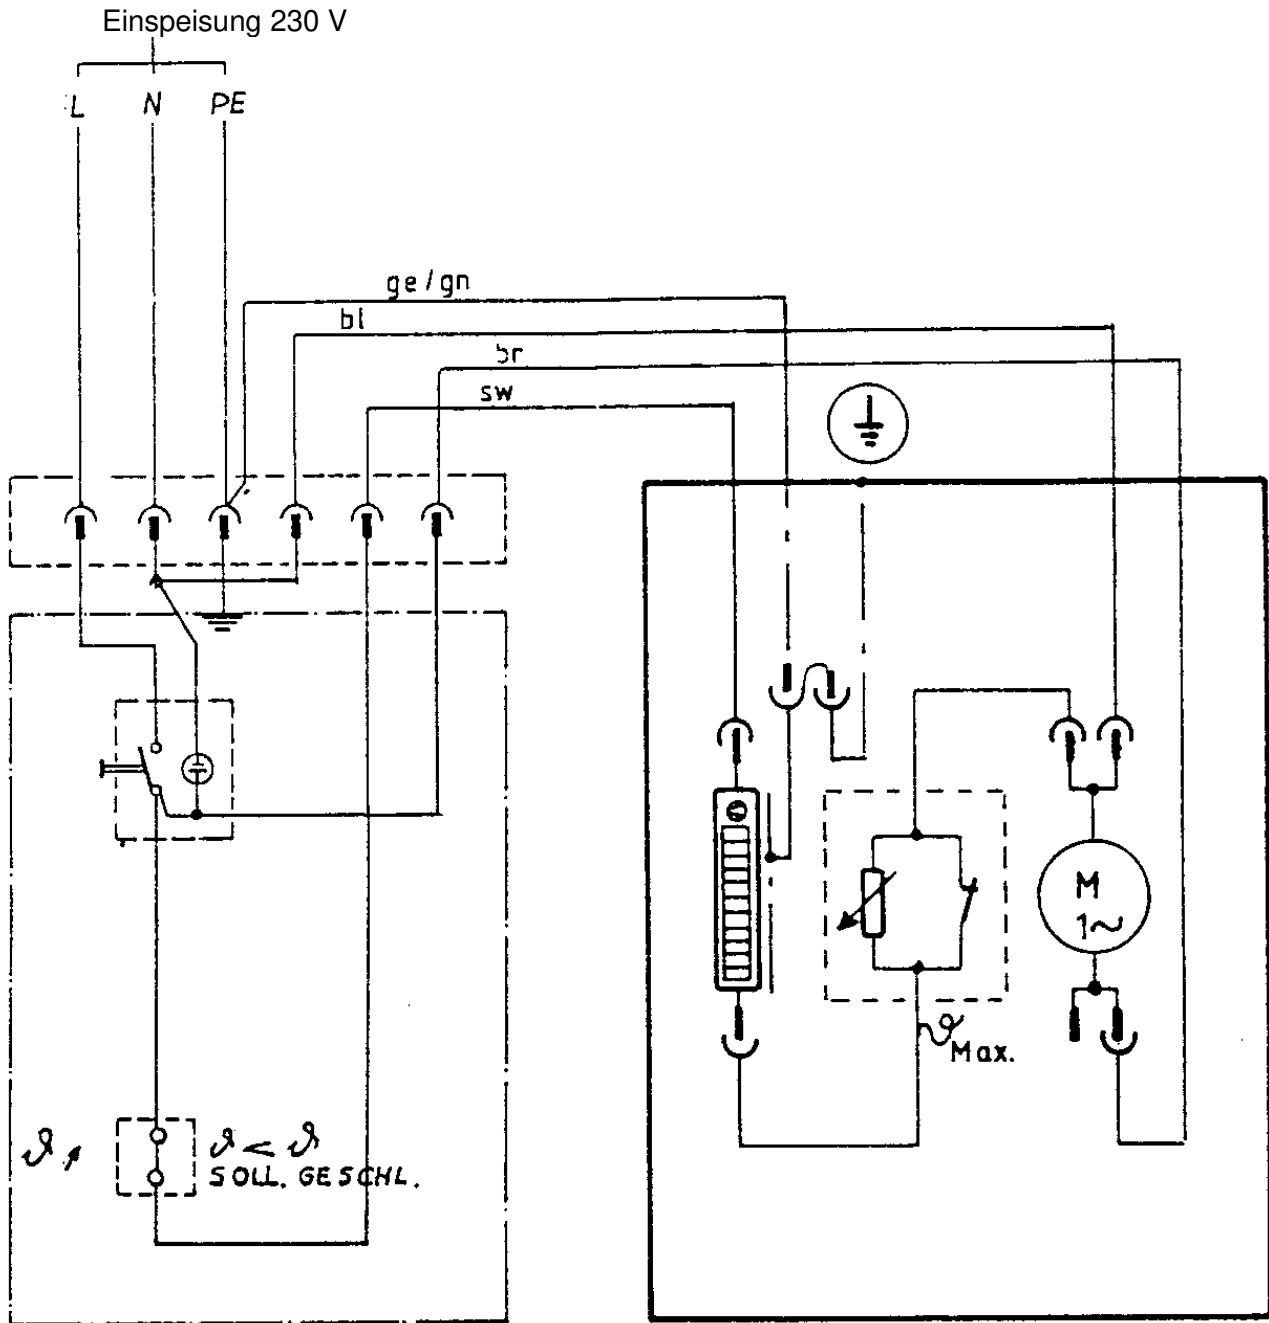 Einspeisung 230 V
L N PE
ge/gn
bl
br
sw
M
1~
ϑ Max.
ϑ ϑ < ϑ
SOLL. GESCHL.